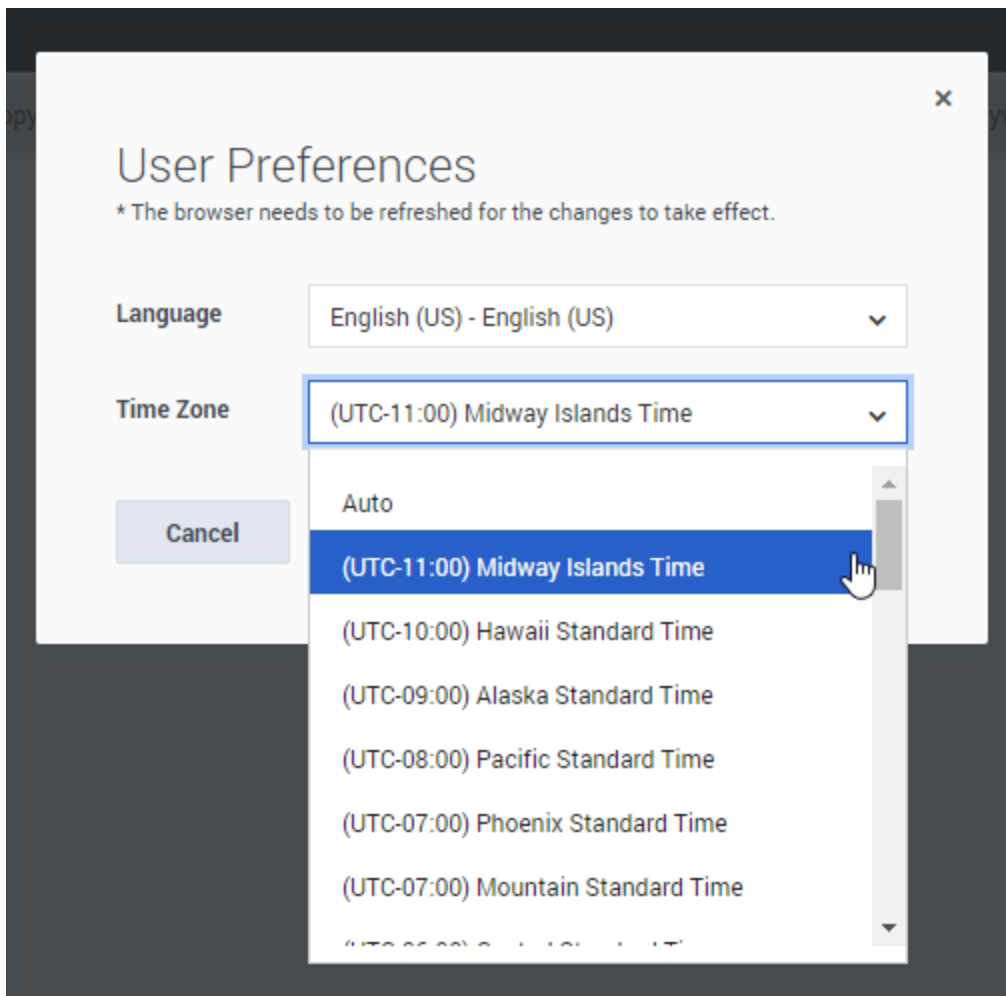 User Preferences
* The browser needs to be refreshed for the changes to take effect.
Language
English (US) - English (US)
Time Zone
(UTC-11:00) Midway Islands Time
Cancel
Auto
(UTC-11:00) Midway Islands Time
(UTC-10:00) Hawaii Standard Time
(UTC-09:00) Alaska Standard Time
(UTC-08:00) Pacific Standard Time
(UTC-07:00) Phoenix Standard Time
(UTC-07:00) Mountain Standard Time